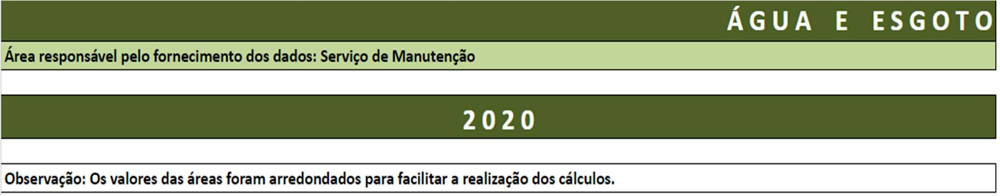 ÁGUA E ESGOTO
Área responsável pelo fornecimento dos dados: Serviço de Manutenção
2020
Observação: Os valores das áreas foram arredondados para facilitar a realização dos cálculos.